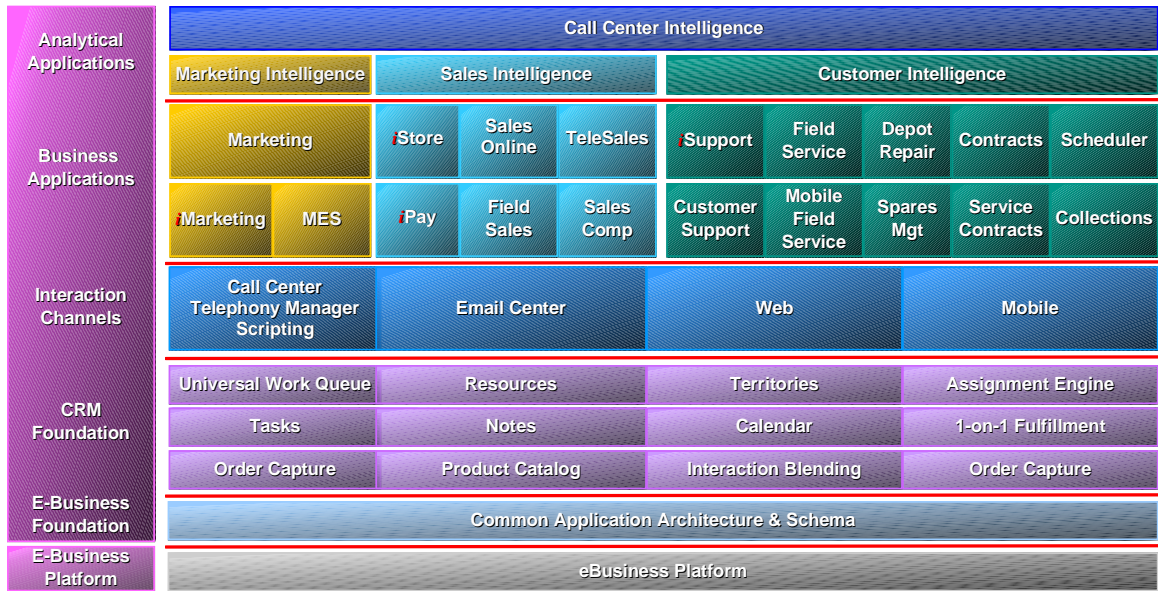 Analytical
Applications
Call Center Intelligence
Marketing Intelligence
Sales Intelligence
Customer Intelligence
Business
Applications
Marketing
iStore
Sales
Online
TeleSales
iSupport
Field
Service
Depot
Repair
Contracts
Scheduler
iMarketing
MES
iPay
Field
Sales
Sales
Comp
Customer
Support
Mobile
Field
Service
Spares
Mgt
Service
Contracts
Collections
Interaction
Channels
Call Center
Telephony Manager
Scripting
Email Center
Web
Mobile
CRM
Foundation
Universal Work Queue
Resources
Territories
Assignment Engine
Tasks
Notes
Calendar
1-on-1 Fulfillment
Order Capture
Product Catalog
Interaction Blending
Order Capture
E-Business
Foundation
Common Application Architecture & Schema
E-Business
Platform
eBusiness Platform